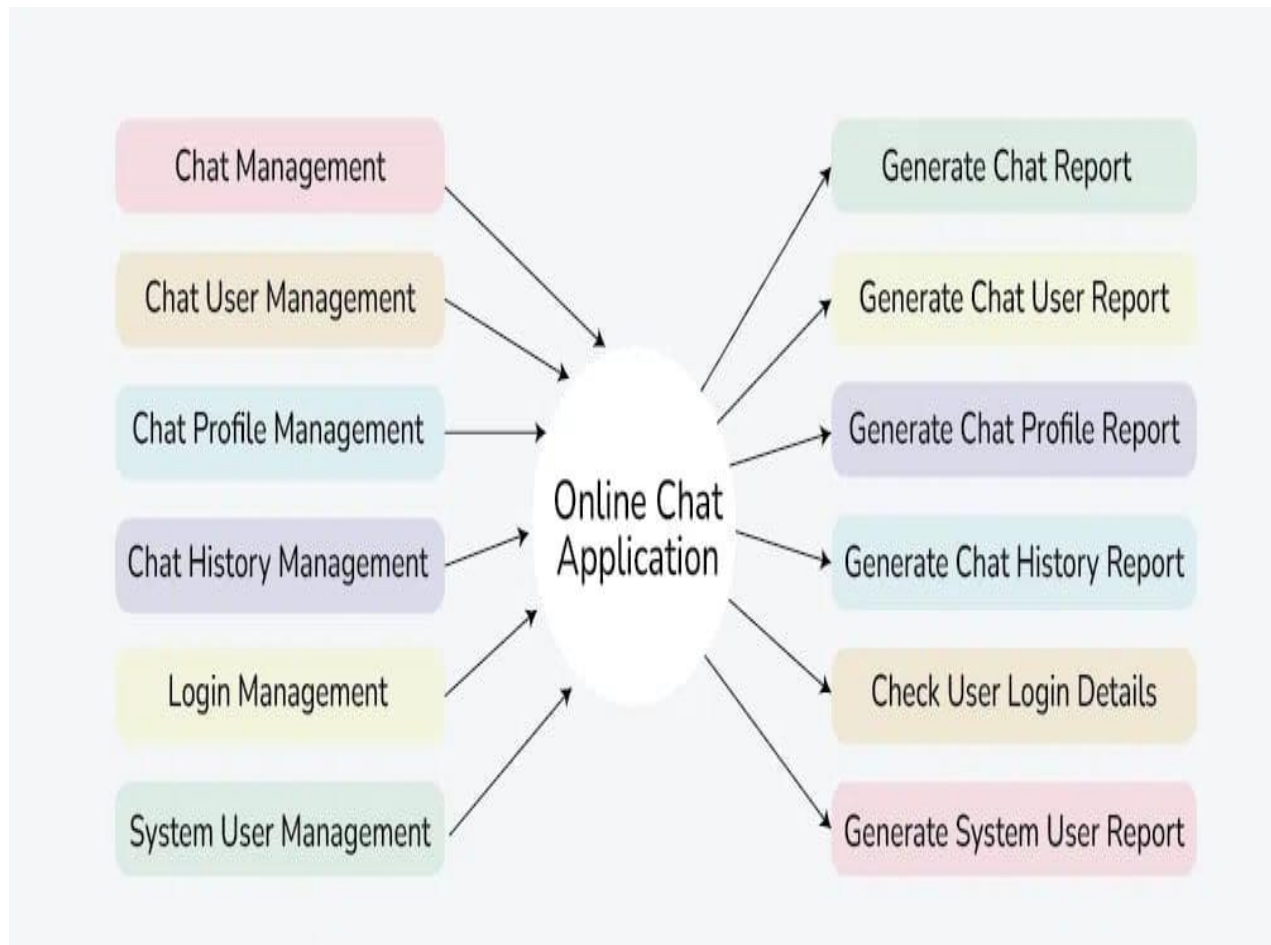 Chat Management
Chat User Management
Chat Profile Management
Chat History Management
Login Management
System User Management
Online Chat
Application
Generate Chat Report
Generate Chat User Report
Generate Chat Profile Report
Generate Chat History Report
Check User Login Details
Generate System User Report